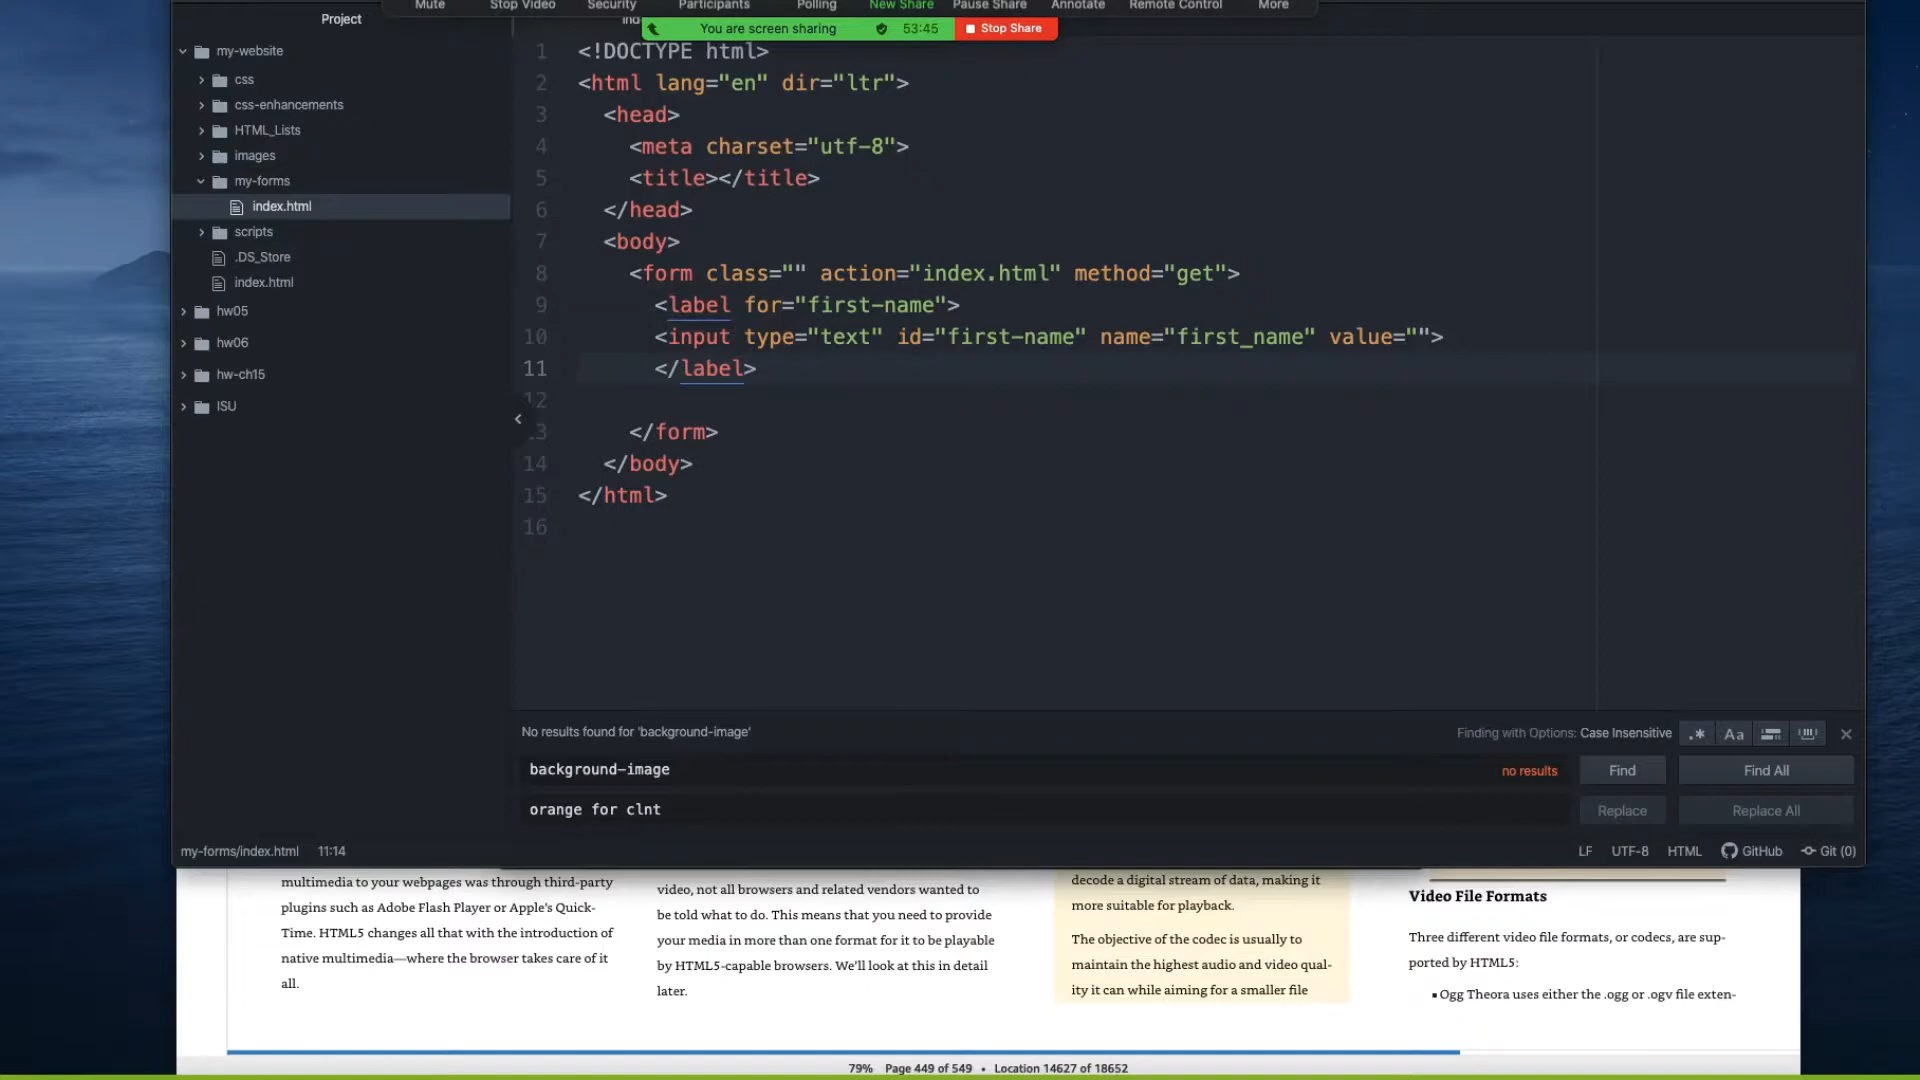 Mute Stop Video Security Participants Polling New Share Pause Share Annotate Remote Control More
You are screen sharing 53:45 Stop Share
Project
my-website
css
css-enhancements
HTML_Lists
images
my-forms
index.html
scripts
.DS_Store
index.html
hw05
hw06
hw-ch15
ISU
1 <!DOCTYPE html>
2 <html lang="en" dir="ltr">
3 <head>
4 <meta charset="utf-8">
5 <title></title>
6 </head>
7 <body>
8 <form class="" action="index.html" method="get">
9 <label for="first-name">
10 <input type="text" id="first-name" name="first_name" value="">
11 </label>
12
13 </form>
14 </body>
15 </html>
16
No results found for 'background-image'
Finding with Options: Case Insensitive .* Aa
background-image no results Find Find All
orange for clnt Replace Replace All
my-forms/index.html 11:14 LF UTF-8 HTML GitHub Git (0)
multimedia to your webpages was through third-party
plugins such as Adobe Flash Player or Apple's Quick-
Time. HTML5 changes all that with the introduction of
native multimedia—where the browser takes care of it
all.
video, not all browsers and related vendors wanted to
be told what to do. This means that you need to provide
your media in more than one format for it to be playable
by HTML5-capable browsers. We'll look at this in detail
later.
decode a digital stream of data, making it
more suitable for playback.
The objective of the codec is usually to
maintain the highest audio and video qual-
ity it can while aiming for a smaller file
Video File Formats
Three different video file formats, or codecs, are sup-
ported by HTML5:
▪ Ogg Theora uses either the .ogg or .ogv file exten-
79% Page 449 of 549 • Location 14627 of 18652